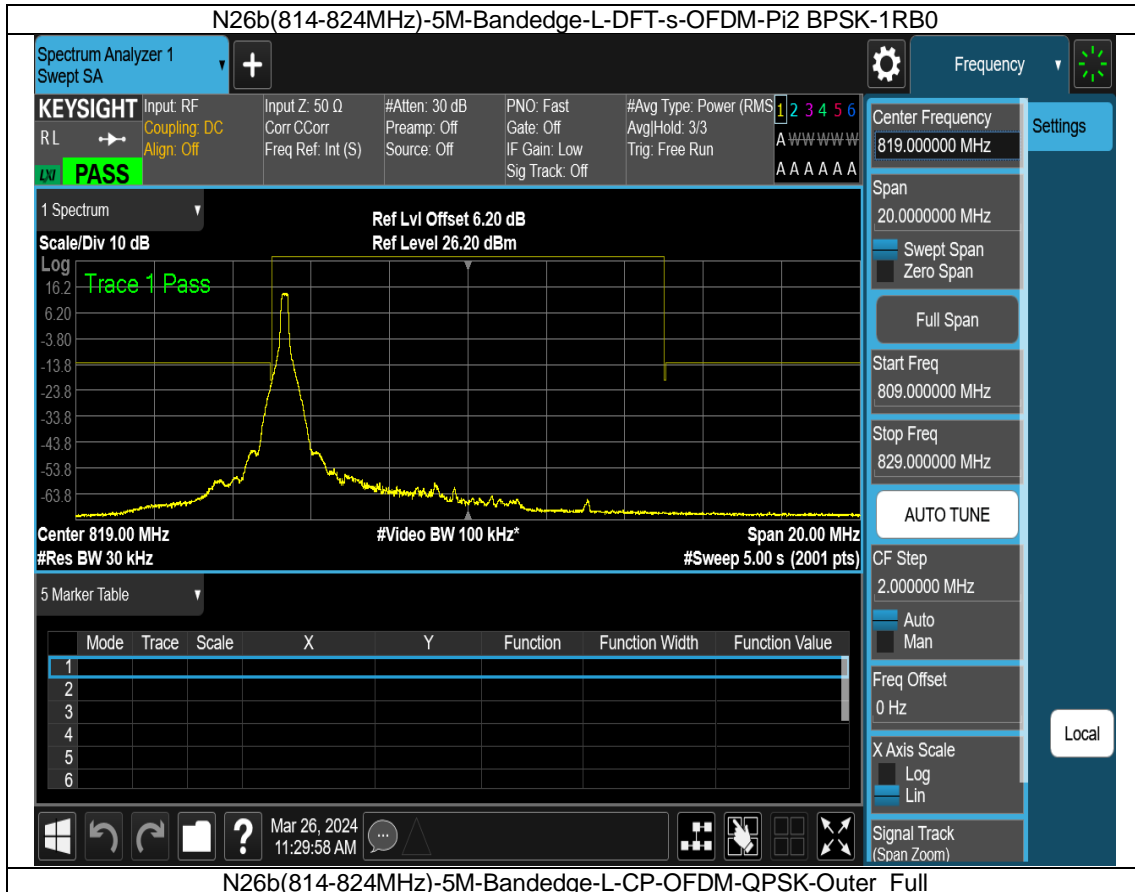 N26b(814-824MHz)-5M-Bandedge-L-DFT-s-OFDM-Pi2 BPSK-1RB0
Spectrum Analyzer 1
Swept SA
Frequency
KEYSIGHT
RL
LXI
PASS
Input: RF
Coupling: DC
Align: Off
Input Z: 50 Ω
Corr CCorr
Freq Ref: Int (S)
#Atten: 30 dB
Preamp: Off
Source: Off
PNO: Fast
Gate: Off
IF Gain: Low
Sig Track: Off
#Avg Type: Power (RMS
Avg|Hold: 3/3
Trig: Free Run
1 2 3 4 5 6
A W W W W W
A A A A A A
1 Spectrum
Scale/Div 10 dB
Ref Lvl Offset 6.20 dB
Ref Level 26.20 dBm
Log
Trace 1 Pass
16.2
6.20
-3.80
-13.8
-23.8
-33.8
-43.8
-53.8
-63.8
Center 819.00 MHz
#Video BW 100 kHz*
Span 20.00 MHz
#Res BW 30 kHz
#Sweep 5.00 s (2001 pts)
5 Marker Table
Mode Trace Scale X Y Function Function Width Function Value
1
2
3
4
5
6
Mar 26, 2024
11:29:58 AM
Center Frequency
819.000000 MHz
Settings
Span
20.0000000 MHz
Swept Span
Zero Span
Full Span
Start Freq
809.000000 MHz
Stop Freq
829.000000 MHz
AUTO TUNE
CF Step
2.000000 MHz
Auto
Man
Freq Offset
0 Hz
Local
X Axis Scale
Log
Lin
Signal Track
(Span Zoom)
N26b(814-824MHz)-5M-Bandedge-L-CP-OFDM-QPSK-Outer_Full